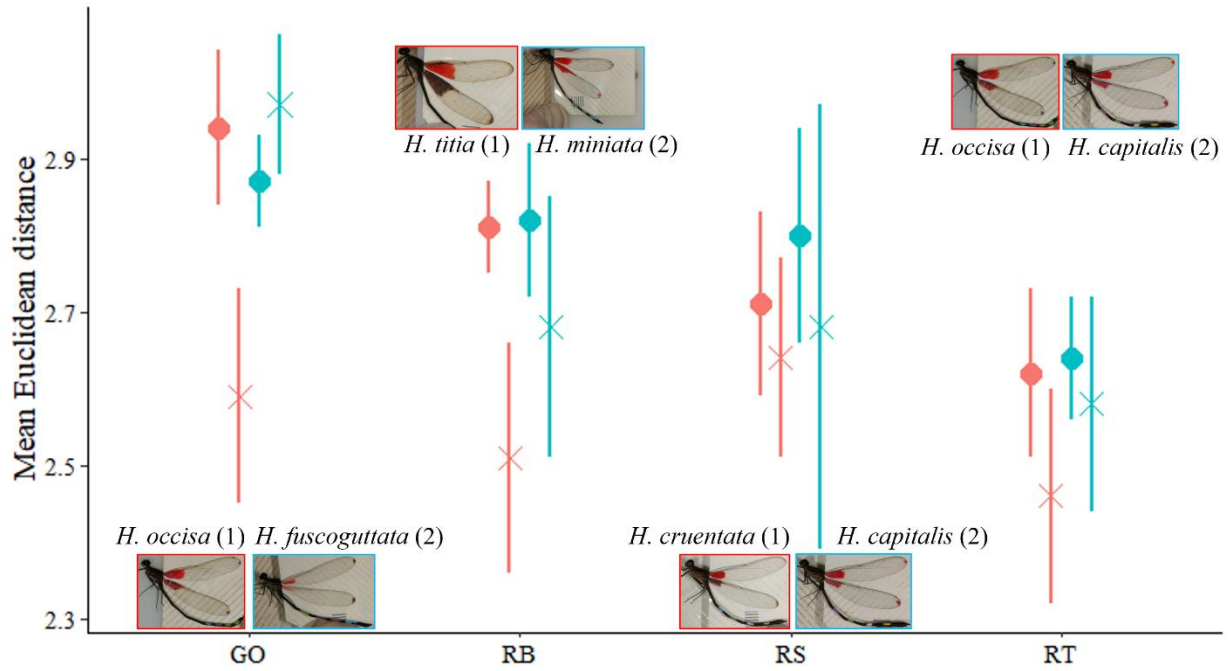 Mean Euclidean distance
2.9
2.7
2.5
2.3
H. titia (1) H. miniata (2)
H. occisa (1) H. capitalis (2)
H. occisa (1) H. fuscoguttata (2)
H. cruentata (1) H. capitalis (2)
GO RB RS RT